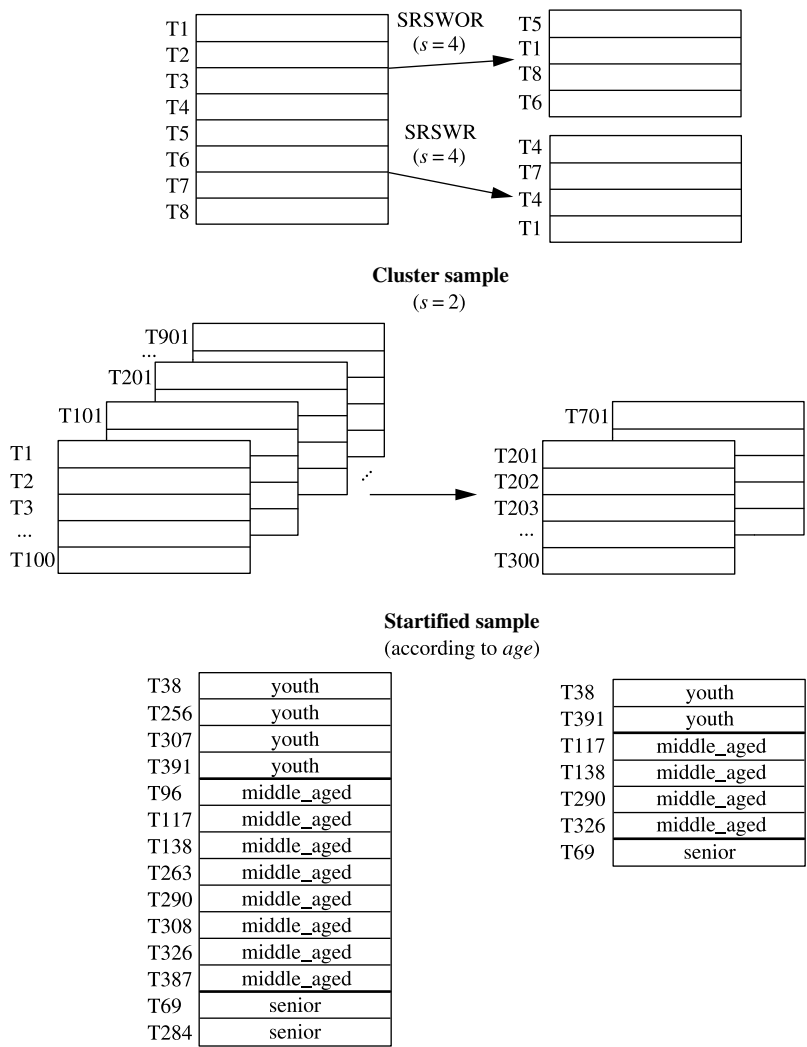 T1
T2
T3
T4
T5
T6
T7
T8
SRSWOR
(s = 4)
SRSWR
(s = 4)
T5
T1
T8
T6
T4
T7
T4
T1
Cluster sample
(s = 2)
T901
...
T201
T101
T1
T2
T3
...
T100
...
T701
T201
T202
T203
...
T300
Startified sample
(according to age)
T38 youth
T256 youth
T307 youth
T391 youth
T96 middle_aged
T117 middle_aged
T138 middle_aged
T263 middle_aged
T290 middle_aged
T308 middle_aged
T326 middle_aged
T387 middle_aged
T69 senior
T284 senior
T38 youth
T391 youth
T117 middle_aged
T138 middle_aged
T290 middle_aged
T326 middle_aged
T69 senior